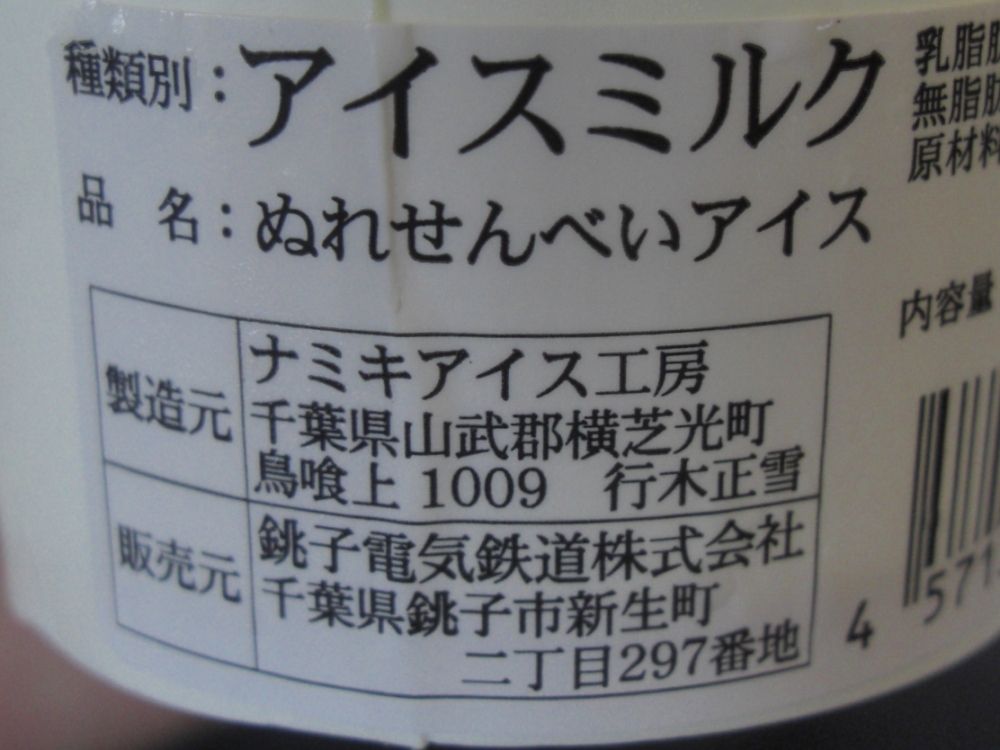 種類別：アイスミルク
品　名：ぬれせんべいアイス
製造元
ナミキアイス工房
千葉県山武郡横芝光町
鳥喰上 1009　行木正雪
販売元
銚子電気鉄道株式会社
千葉県銚子市新生町
二丁目297番地
乳脂肪
無脂肪
原材料
内容量
4 571